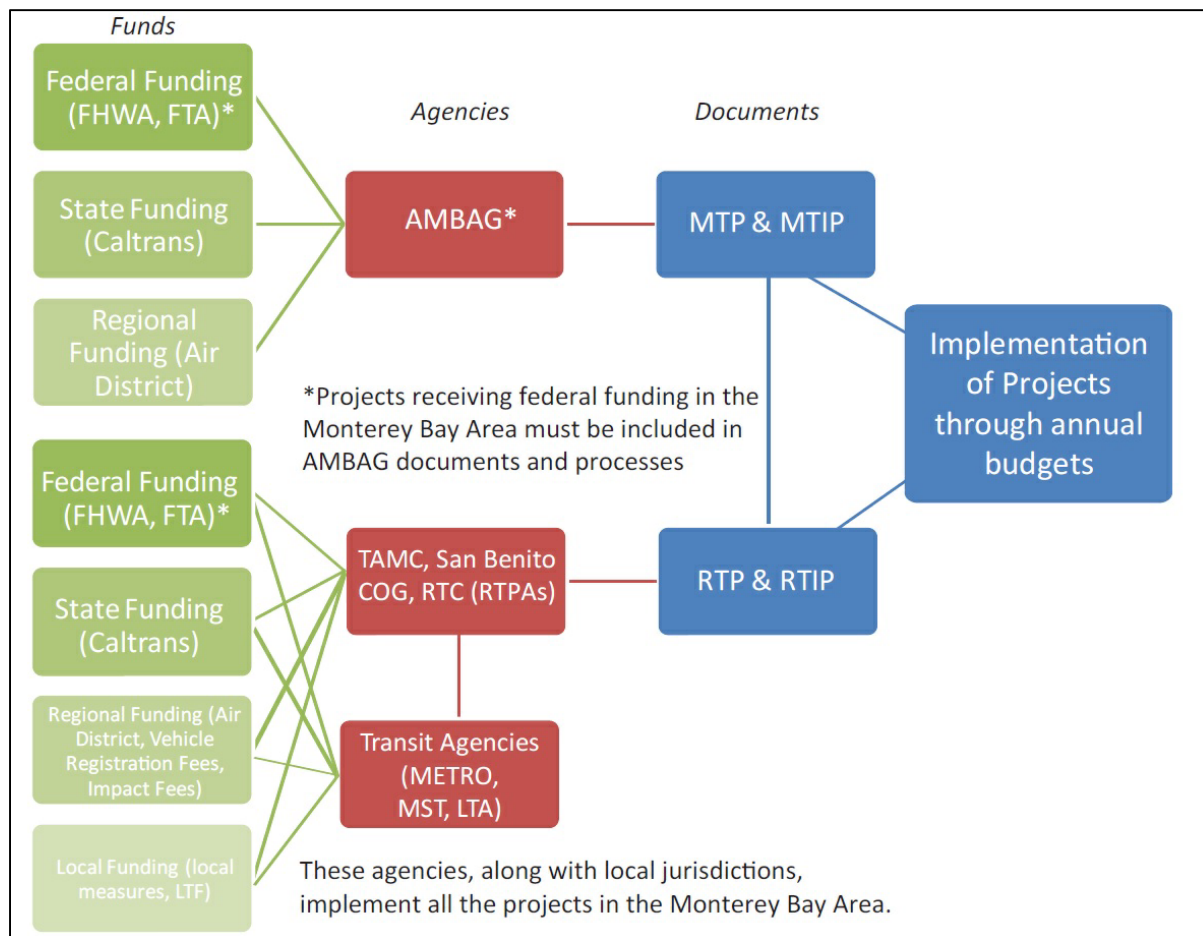 Funds
Federal Funding
(FHWA, FTA)*
Agencies
Documents
State Funding
(Caltrans)
AMBAG*
MTP & MTIP
Regional
Funding (Air
District)
Implementation
of Projects
through annual
budgets
*Projects receiving federal funding in the
Monterey Bay Area must be included in
AMBAG documents and processes
Federal Funding
(FHWA, FTA)*
TAMC, San Benito
COG, RTC (RTPAs)
RTP & RTIP
State Funding
(Caltrans)
Regional Funding (Air
District, Vehicle
Registration Fees,
Impact Fees)
Transit Agencies
(METRO,
MST, LTA)
Local Funding (local
measures, LTF)
These agencies, along with local jurisdictions,
implement all the projects in the Monterey Bay Area.